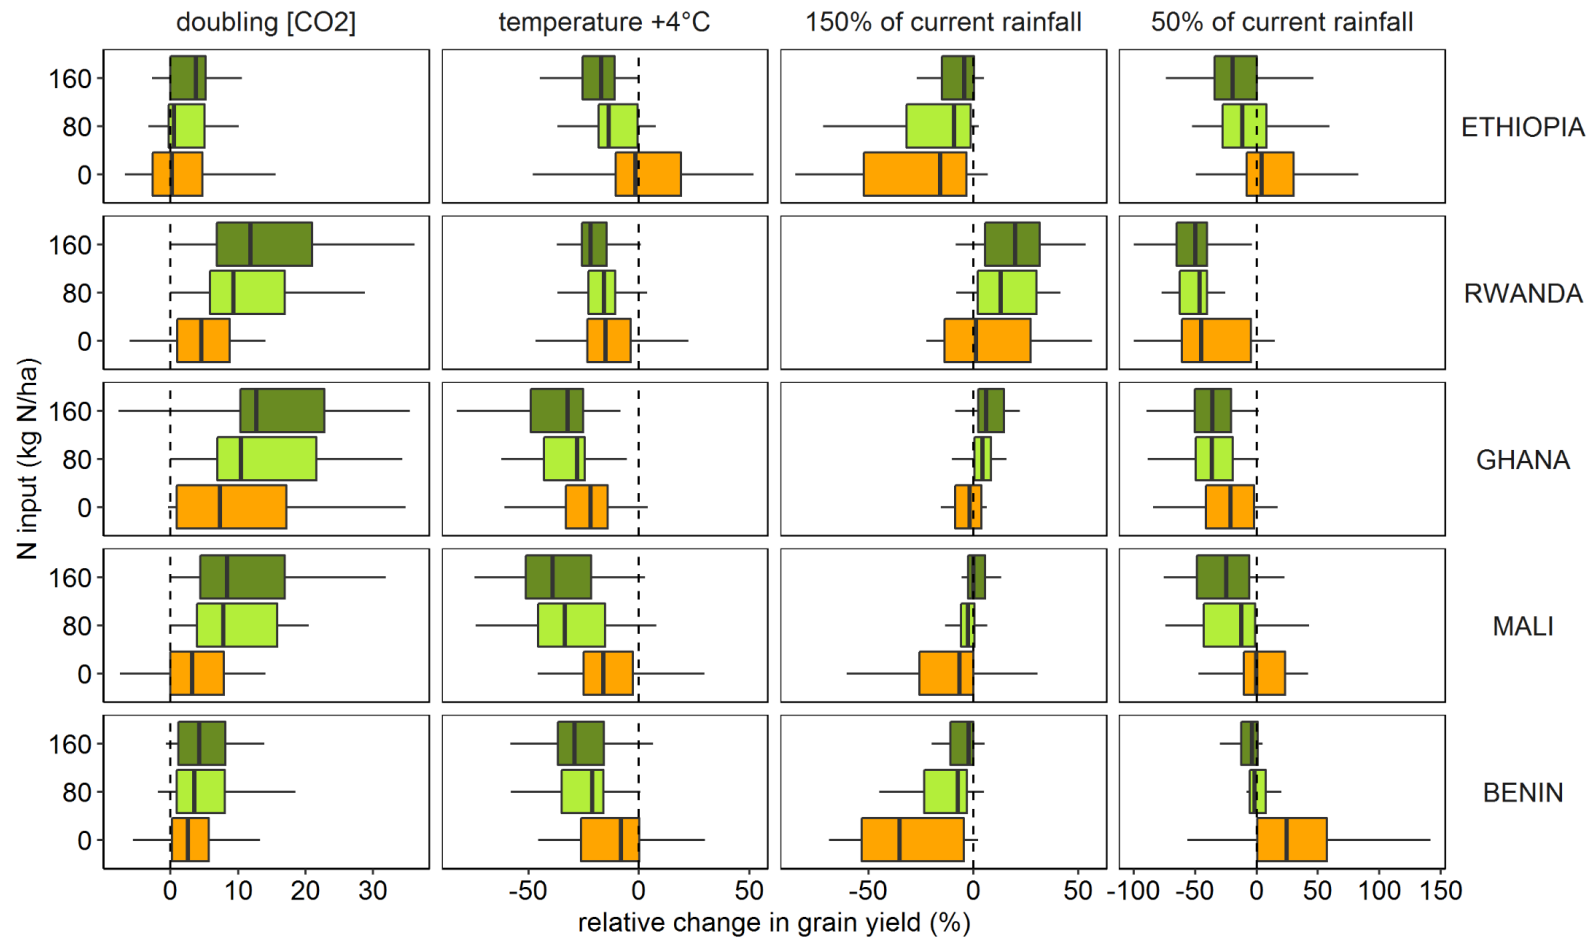 doubling [CO2] temperature +4°C 150% of current rainfall 50% of current rainfall
160
80
0
ETHIOPIA
160
80
0
RWANDA
160
80
0
GHANA
160
80
0
MALI
160
80
0
BENIN
N input (kg N/ha)
0 10 20 30 -50 0 50 -50 0 50 -100 -50 0 50 100 150
relative change in grain yield (%)